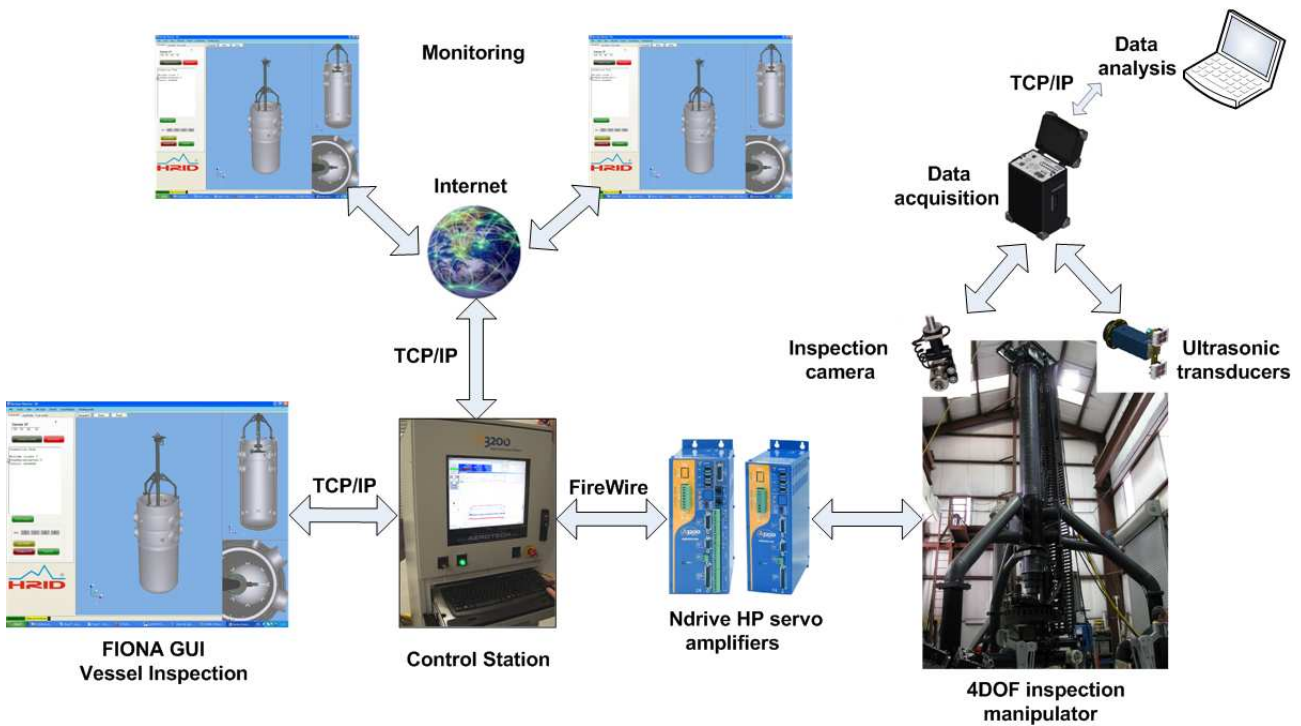 Monitoring
HRID
HRID
Internet
Data
analysis
TCP/IP
Data
acquisition
TCP/IP
Inspection
camera
Ultrasonic
transducers
3200
AEROTECH
TCP/IP
FireWire
HRID
FIONA GUI
Vessel Inspection
Control Station
Ndrive HP servo
amplifiers
4DOF inspection
manipulator